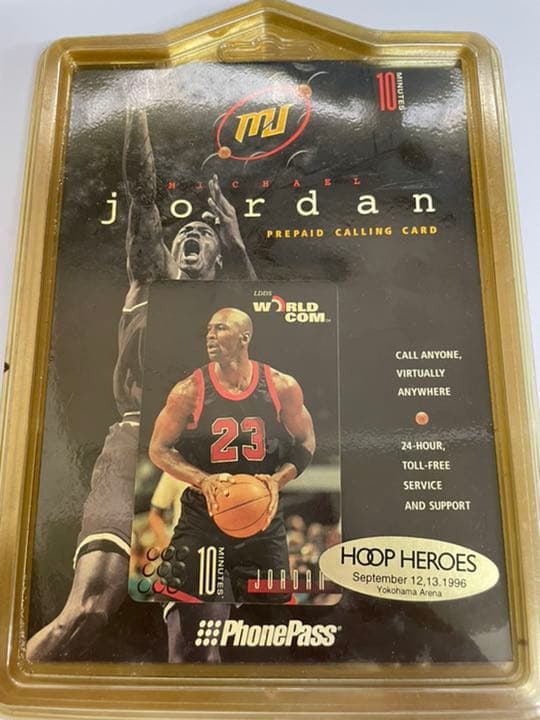 10 MINUTES
MJ
MICHAEL
jordan
PREPAID CALLING CARD
LDDS
WORLD
COM
CALL ANYONE,
VIRTUALLY
ANYWHERE
24-HOUR,
TOLL-FREE
SERVICE
AND SUPPORT
23
10 MINUTES
JORDAN
HOOP HEROES
September 12,13.1996
Yokohama Arena
PhonePass®